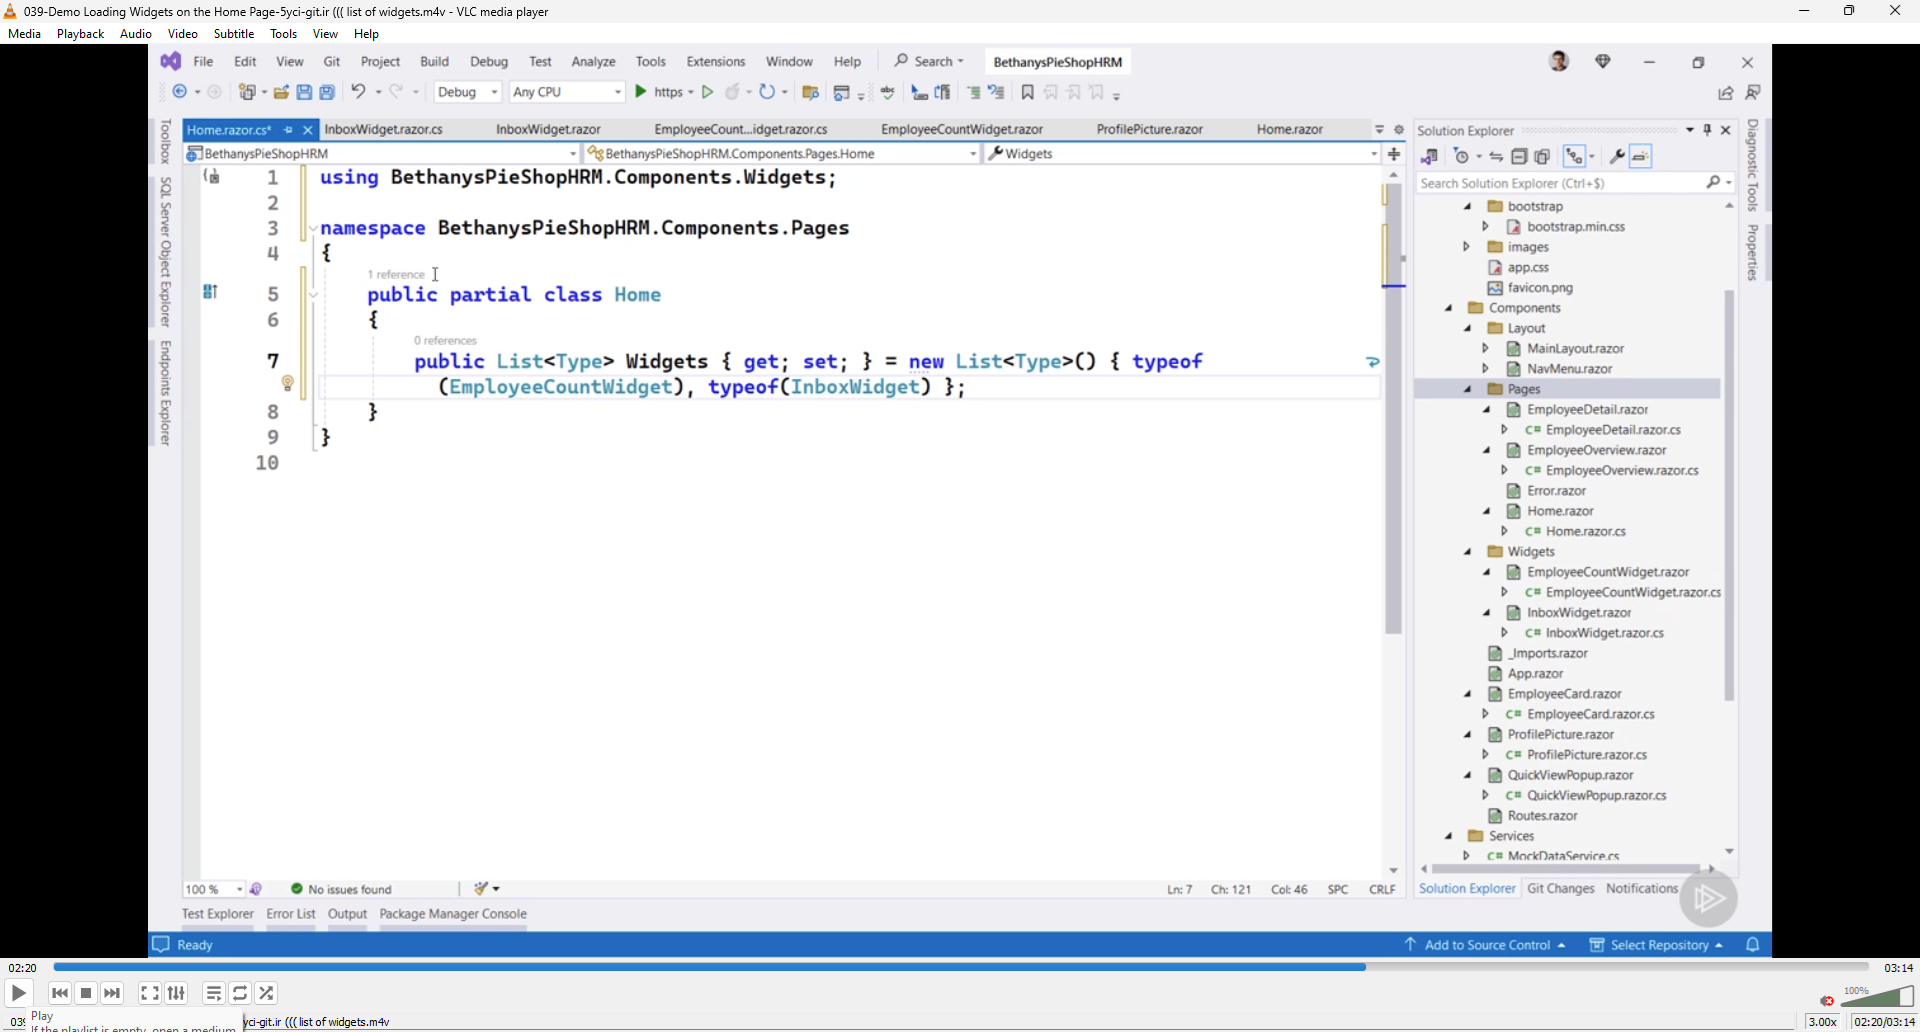 039-Demo Loading Widgets on the Home Page-5yci-git.ir ((( list of widgets.m4v - VLC media player
Media Playback Audio Video Subtitle Tools View Help
File Edit View Git Project Build Debug Test Analyze Tools Extensions Window Help Search BethanysPieShopHRM
Debug Any CPU https
Home.razor.cs* InboxWidget.razor.cs InboxWidget.razor EmployeeCount...idget.razor.cs EmployeeCountWidget.razor ProfilePicture.razor Home.razor
BethanysPieShopHRM BethanysPieShopHRM.Components.Pages.Home Widgets
Toolbox
SQL Server Object Explorer
Endpoints Explorer
1 using BethanysPieShopHRM.Components.Widgets;
2
3 namespace BethanysPieShopHRM.Components.Pages
4 {
1 reference
5 public partial class Home
6 {
0 references
7 public List<Type> Widgets { get; set; } = new List<Type>() { typeof
(EmployeeCountWidget), typeof(InboxWidget) };
8 }
9 }
10
100 % No issues found Ln: 7 Ch: 121 Col: 46 SPC CRLF
Solution Explorer
Search Solution Explorer (Ctrl+$)
bootstrap
bootstrap.min.css
images
app.css
favicon.png
Components
Layout
MainLayout.razor
NavMenu.razor
Pages
EmployeeDetail.razor
C# EmployeeDetail.razor.cs
EmployeeOverview.razor
C# EmployeeOverview.razor.cs
Error.razor
Home.razor
C# Home.razor.cs
Widgets
EmployeeCountWidget.razor
C# EmployeeCountWidget.razor.cs
InboxWidget.razor
C# InboxWidget.razor.cs
_Imports.razor
App.razor
EmployeeCard.razor
C# EmployeeCard.razor.cs
ProfilePicture.razor
C# ProfilePicture.razor.cs
QuickViewPopup.razor
C# QuickViewPopup.razor.cs
Routes.razor
Services
C# MockDataService.cs
Solution Explorer Git Changes Notifications
Diagnostic Tools
Properties
Test Explorer Error List Output Package Manager Console
Ready Add to Source Control Select Repository
02:20 03:14
100%
Play
If the playlist is empty, open a medium
039 yci-git.ir ((( list of widgets.m4v 3.00x 02:20/03:14